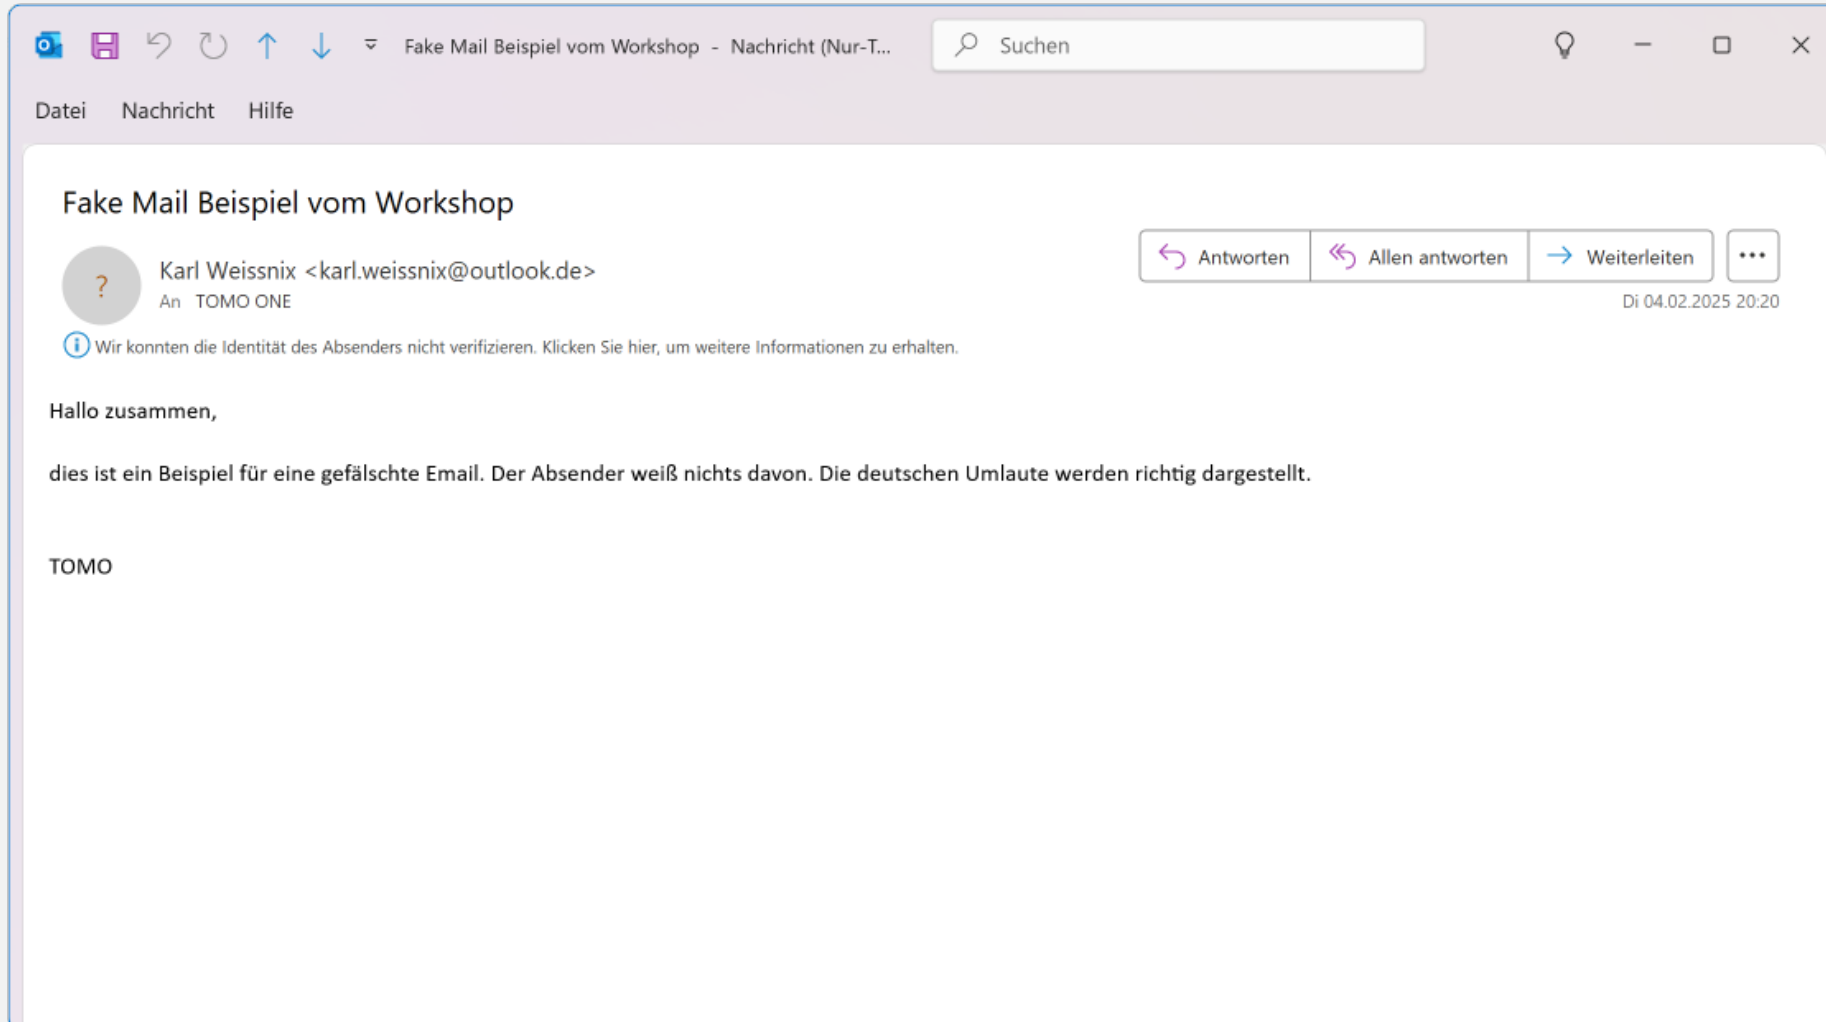 Fake Mail Beispiel vom Workshop - Nachricht (Nur-T...
Suchen
Datei Nachricht Hilfe
Fake Mail Beispiel vom Workshop
?
Karl Weissnix <karl.weissnix@outlook.de>
An TOMO ONE
Antworten Allen antworten Weiterleiten
Di 04.02.2025 20:20
Wir konnten die Identität des Absenders nicht verifizieren. Klicken Sie hier, um weitere Informationen zu erhalten.
Hallo zusammen,
dies ist ein Beispiel für eine gefälschte Email. Der Absender weiß nichts davon. Die deutschen Umlaute werden richtig dargestellt.
TOMO